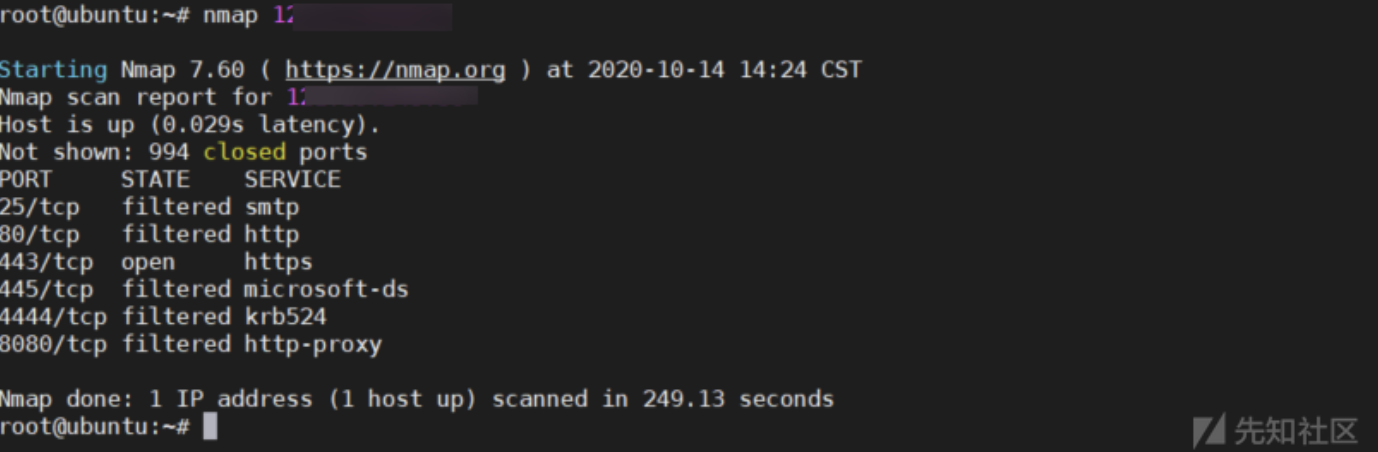 root@ubuntu:~# nmap 12
Starting Nmap 7.60 ( https://nmap.org ) at 2020-10-14 14:24 CST
Nmap scan report for 12
Host is up (0.029s latency).
Not shown: 994 closed ports
PORT STATE SERVICE
25/tcp filtered smtp
80/tcp filtered http
443/tcp open https
445/tcp filtered microsoft-ds
4444/tcp filtered krb524
8080/tcp filtered http-proxy
Nmap done: 1 IP address (1 host up) scanned in 249.13 seconds
root@ubuntu:~#
先知社区